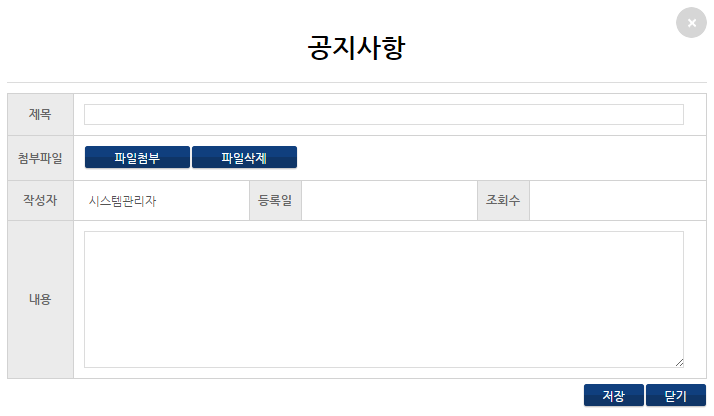 공지사항
제목
첨부파일 파일첨부 파일삭제
작성자 시스템관리자 등록일 조회수
내용
저장 닫기